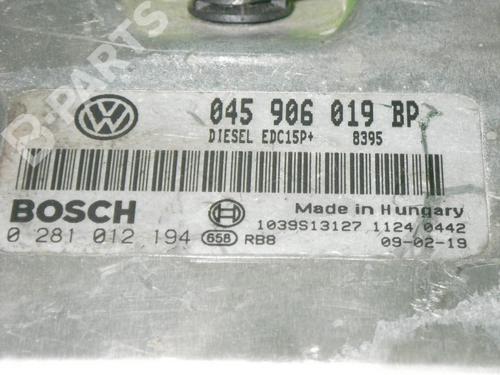 B-PARTS
045 906 019 BP
DIESEL EDC15P+ 8395
BOSCH
Made in Hungary
0 281 012 194 658 RB8
1039S13127 1124 0442
09-02-19